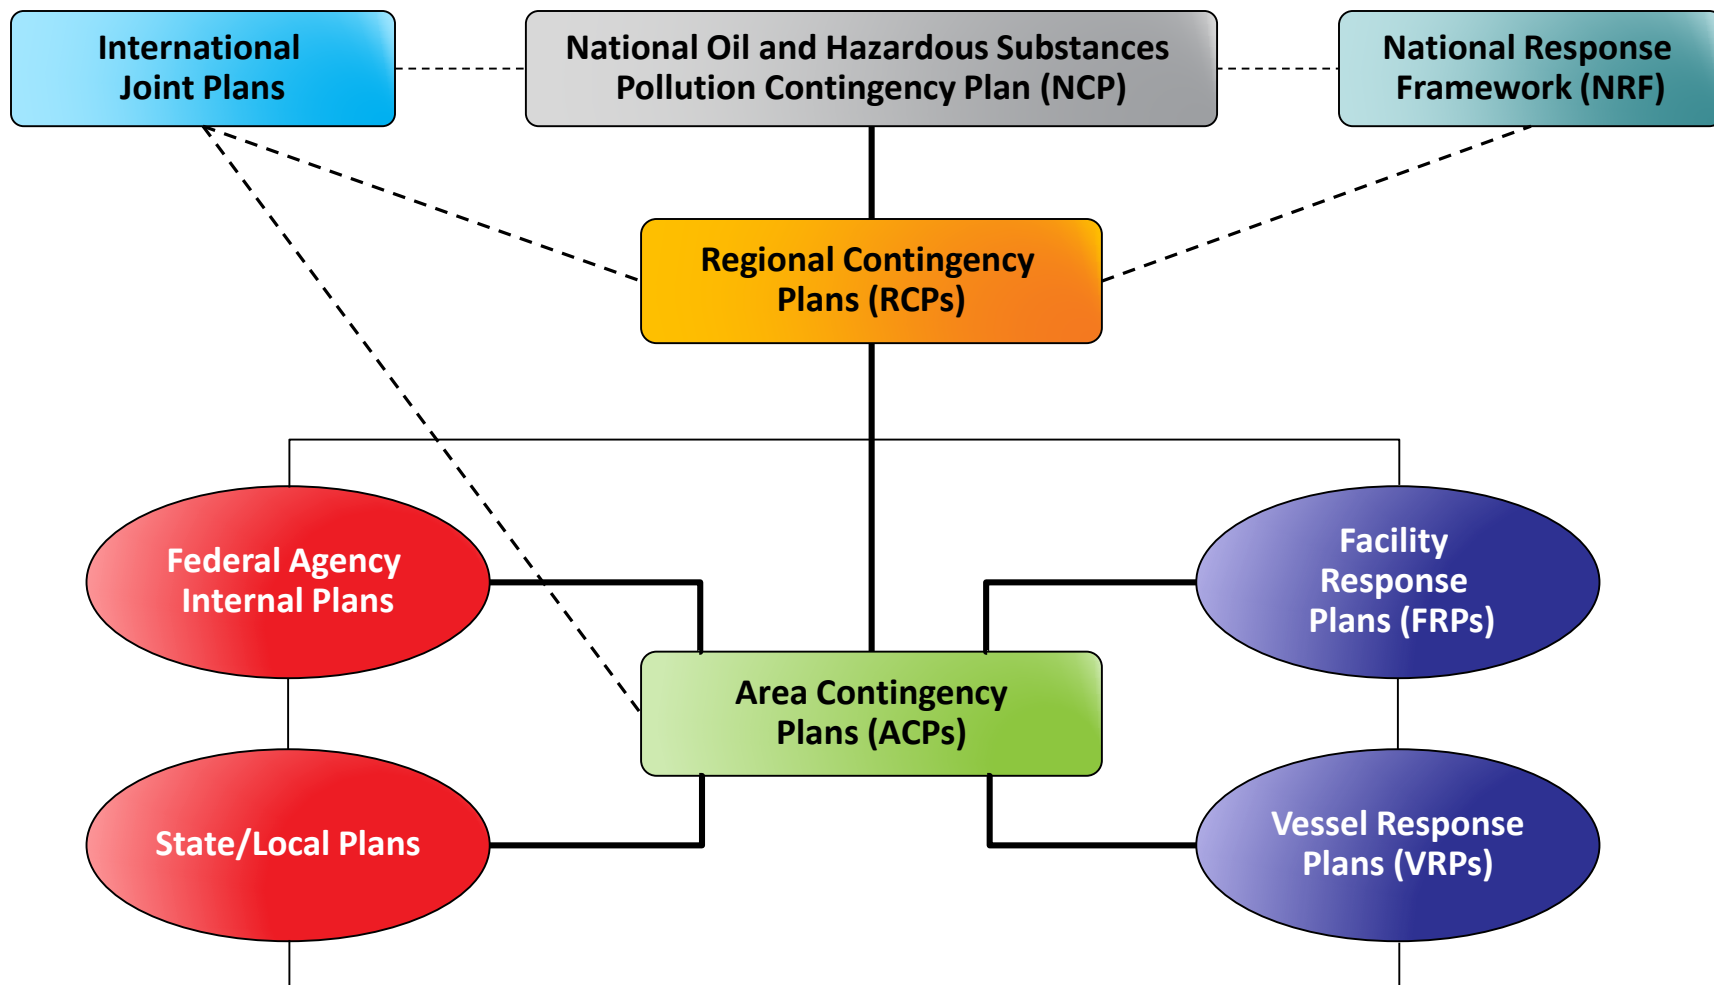 International
Joint Plans
National Oil and Hazardous Substances
Pollution Contingency Plan (NCP)
National Response
Framework (NRF)
Regional Contingency
Plans (RCPs)
Federal Agency
Internal Plans
Facility
Response
Plans (FRPs)
Area Contingency
Plans (ACPs)
State/Local Plans
Vessel Response
Plans (VRPs)